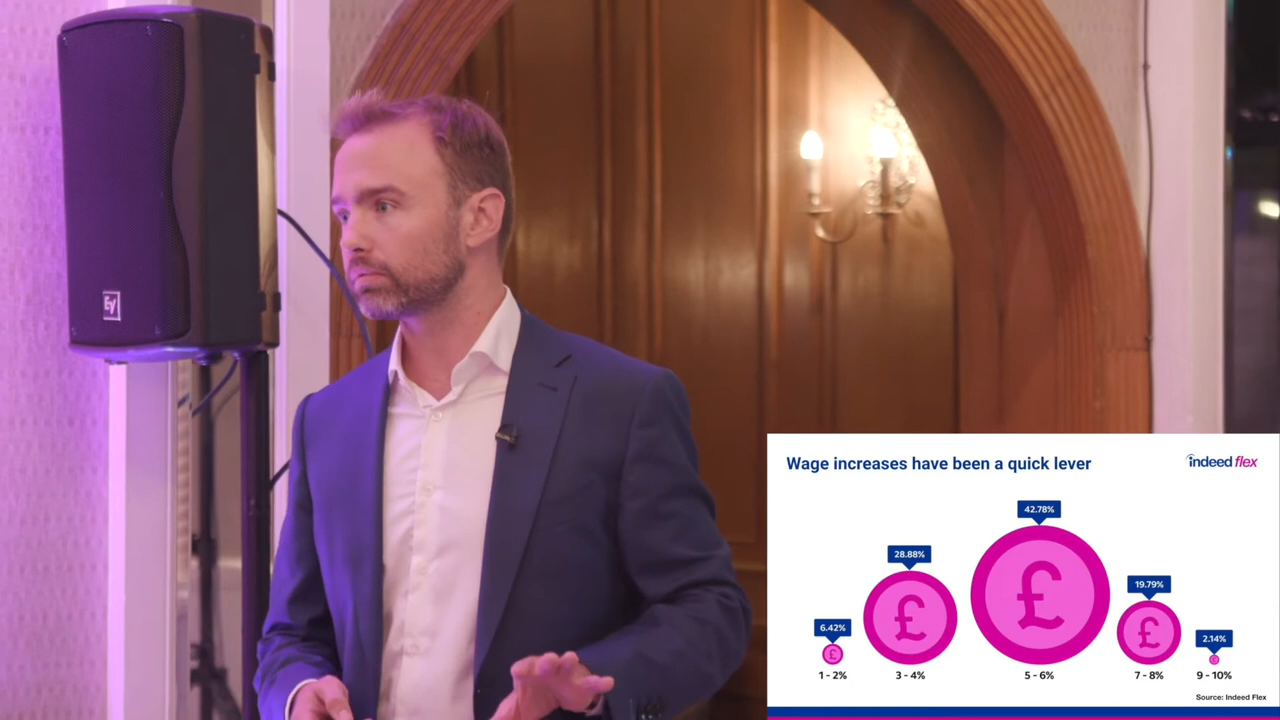 EV
Wage increases have been a quick lever
indeed flex
42.78%
28.88%
19.79%
6.42%
2.14%
£
£
£
£
£
1 - 2%
3 - 4%
5 - 6%
7 - 8%
9 - 10%
Source: Indeed Flex